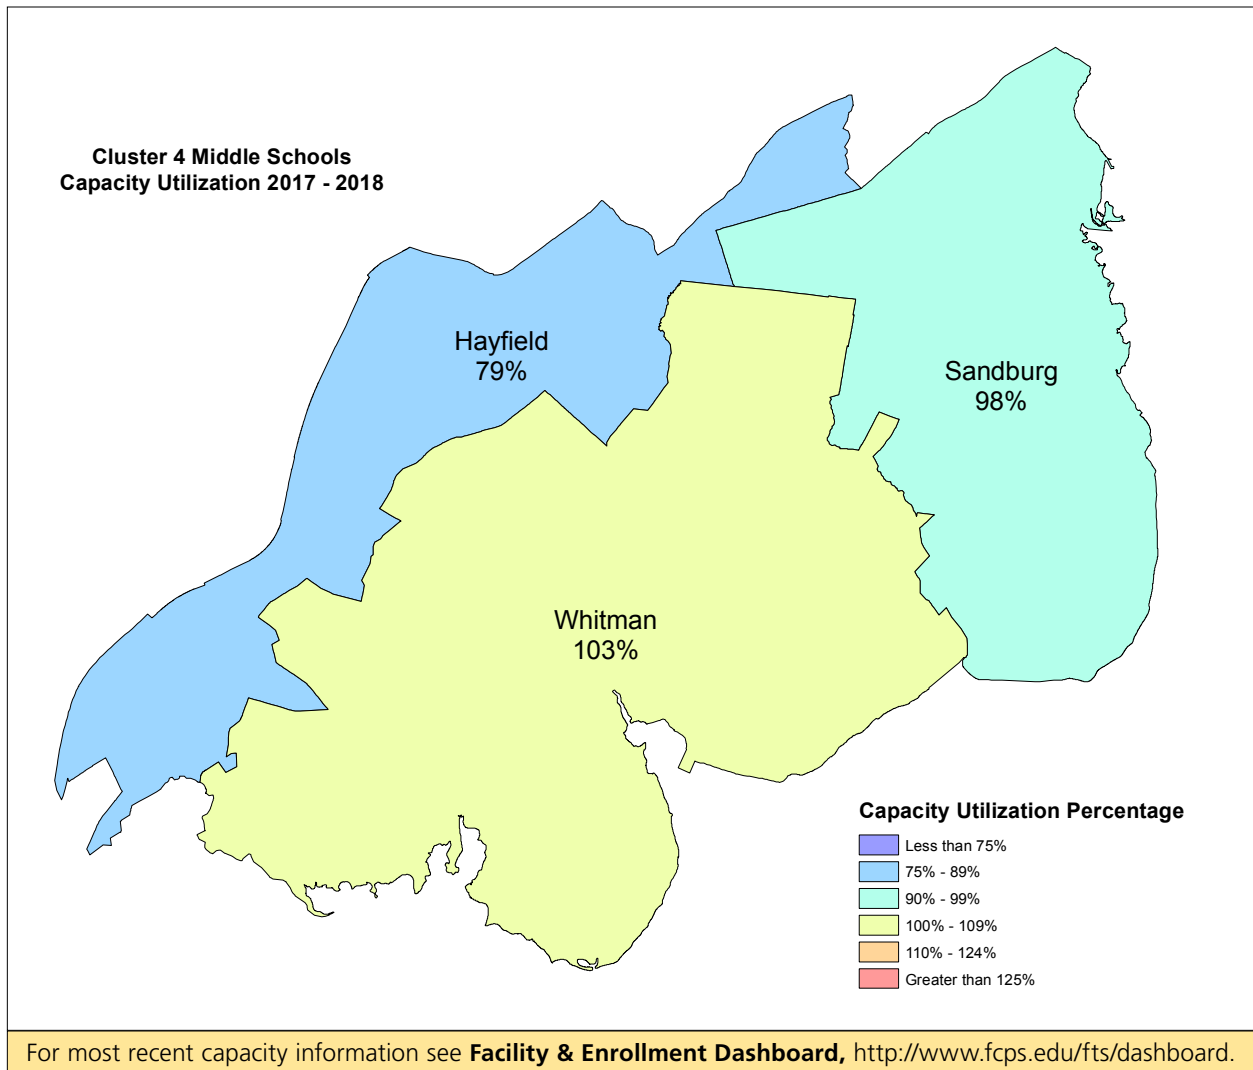 Cluster 4 Middle Schools
Capacity Utilization 2017 - 2018
Hayfield
79%
Sandburg
98%
Whitman
103%
Capacity Utilization Percentage
Less than 75%
75% - 89%
90% - 99%
100% - 109%
110% - 124%
Greater than 125%
For most recent capacity information see Facility & Enrollment Dashboard, http://www.fcps.edu/fts/dashboard.